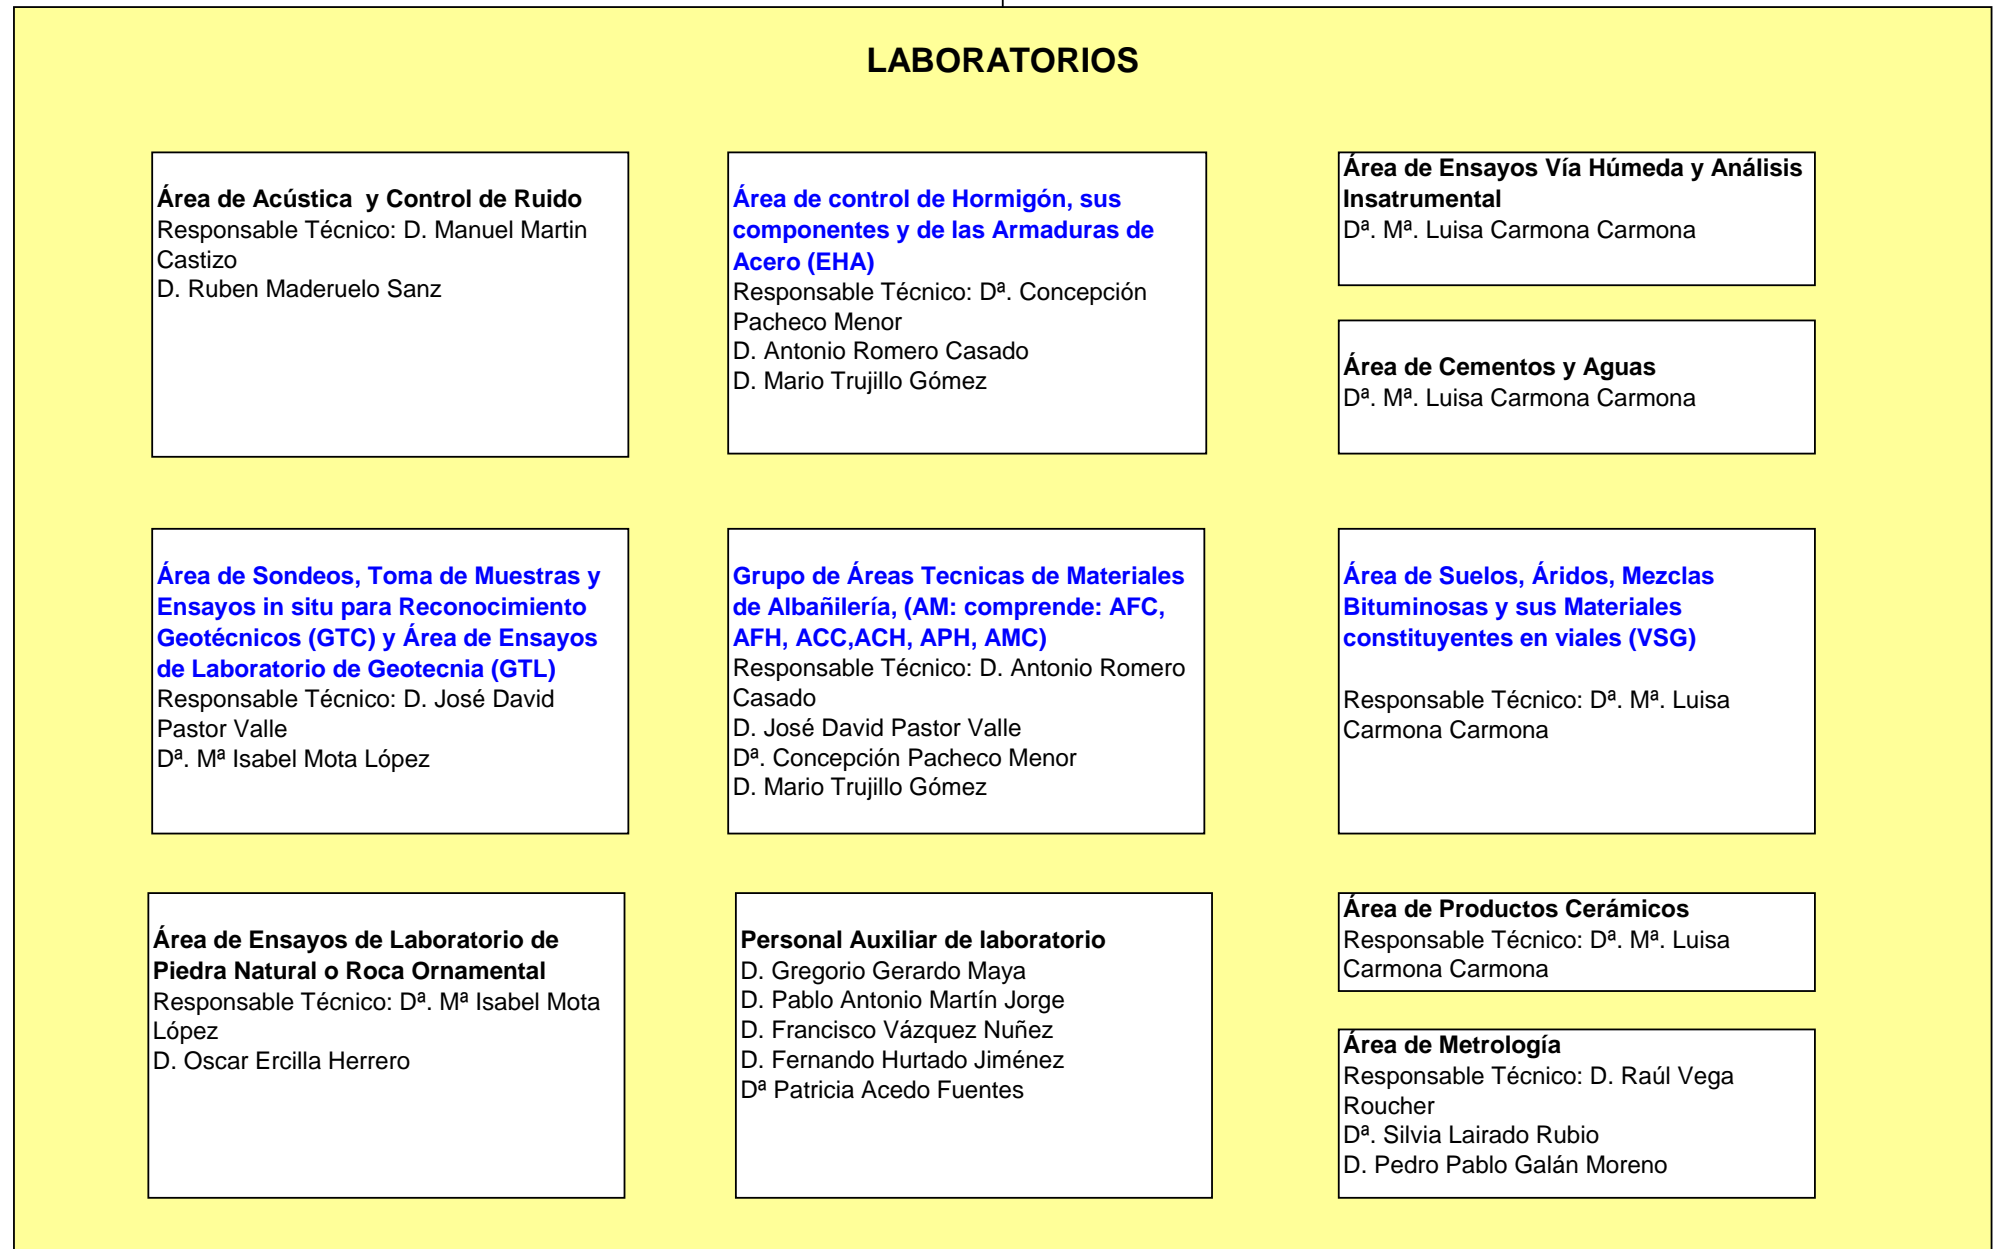 LABORATORIOS
Área de Acústica  y Control de Ruido
Responsable Técnico: D. Manuel Martin
Castizo
D. Ruben Maderuelo Sanz
Área de control de Hormigón, sus
componentes y de las Armaduras de
Acero (EHA)
Responsable Técnico: Dª. Concepción
Pacheco Menor
D. Antonio Romero Casado
D. Mario Trujillo Gómez
Área de Ensayos Vía Húmeda y Análisis
Insatrumental
Dª. Mª. Luisa Carmona Carmona
Área de Cementos y Aguas
Dª. Mª. Luisa Carmona Carmona
Área de Sondeos, Toma de Muestras y
Ensayos in situ para Reconocimiento
Geotécnicos (GTC) y Área de Ensayos
de Laboratorio de Geotecnia (GTL)
Responsable Técnico: D. José David
Pastor Valle
Dª. Mª Isabel Mota López
Grupo de Áreas Tecnicas de Materiales
de Albañilería, (AM: comprende: AFC,
AFH, ACC,ACH, APH, AMC)
Responsable Técnico: D. Antonio Romero
Casado
D. José David Pastor Valle
Dª. Concepción Pacheco Menor
D. Mario Trujillo Gómez
Área de Suelos, Áridos, Mezclas
Bituminosas y sus Materiales
constituyentes en viales (VSG)
Responsable Técnico: Dª. Mª. Luisa
Carmona Carmona
Área de Ensayos de Laboratorio de
Piedra Natural o Roca Ornamental
Responsable Técnico: Dª. Mª Isabel Mota
López
D. Oscar Ercilla Herrero
Personal Auxiliar de laboratorio
D. Gregorio Gerardo Maya
D. Pablo Antonio Martín Jorge
D. Francisco Vázquez Nuñez
D. Fernando Hurtado Jiménez
Dª Patricia Acedo Fuentes
Área de Productos Cerámicos
Responsable Técnico: Dª. Mª. Luisa
Carmona Carmona
Área de Metrología
Responsable Técnico: D. Raúl Vega
Roucher
Dª. Silvia Lairado Rubio
D. Pedro Pablo Galán Moreno